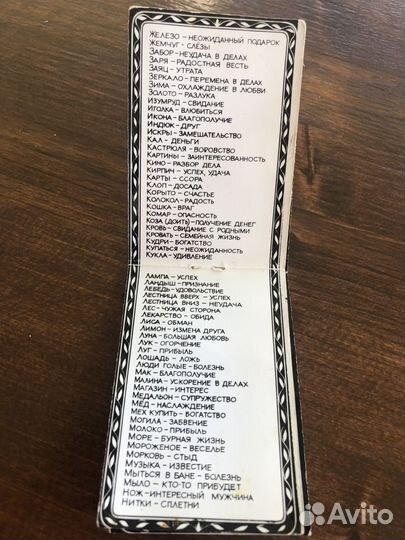 Железо – неожиданный подарок
Жемчуг – слезы
Забор – неудача в делах
Заря – радостная весть
Заяц – утрата
Зеркало – перемена в делах
Зима – охлаждение в любви
Золото – разлука
Изумруд – свидание
Иголка – влюбиться
Икона – благополучие
Индюк – друг
Искры – замешательство
Кал – деньги
Кастрюля – воровство
Картины – заинтересованность
Кино – разбор дела
Кирпич – успех, удача
Карты – ссора
Клоп – досада
Корыто – счастье
Колокол – радость
Кошка – враг
Комар – опасность
Коза (доить) – получение денег
Кровь – свидание с родными
Кровать – семейная жизнь
Кудри – богатство
Купаться – неожиданность
Кукла – удивление
Лампа – успех
Ландыш – признание
Лебедь – удовольствие
Лестница вверх – успех
Лестница вниз – неудача
Лес – чужая сторона
Лекарство – обида
Лиса – обман
Лимон – измена друга
Луна – большая любовь
Лук – огорчение
Луг – прибыль
Лошадь – ложь
Люди голые – болезнь
Мак – благополучие
Малина – ускорение в делах
Магазин – интерес
Медальон – супружество
Мёд – наслаждение
Мех купить – богатство
Могила – забвение
Молоко – прибыль
Море – бурная жизнь
Мороженое – веселье
Морковь – стыд
Музыка – известие
Мыться в бане – болезнь
Мыло – кто-то прибудет
Нож – интересный мужчина
Нитки – сплетни
Avito